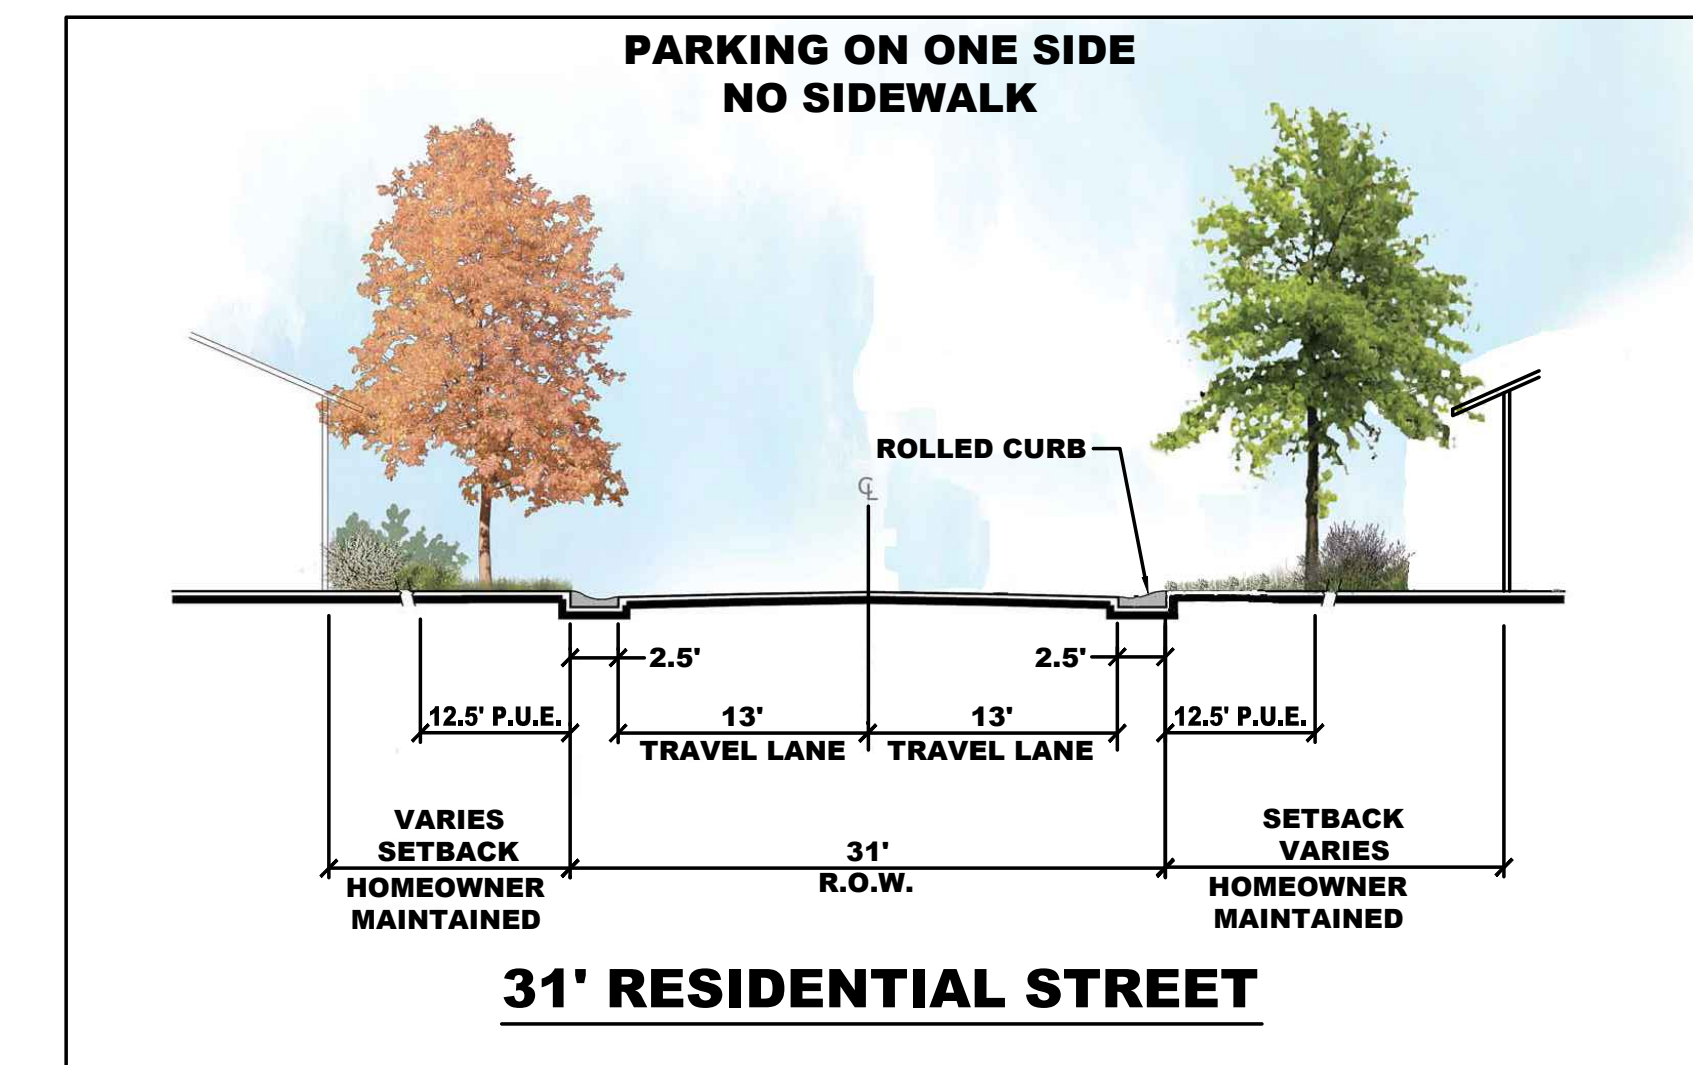 PARKING ON ONE SIDE
NO SIDEWALK
ROLLED CURB
℄
2.5'
2.5'
12.5' P.U.E.
13'
TRAVEL LANE
13'
TRAVEL LANE
12.5' P.U.E.
VARIES
SETBACK
HOMEOWNER
MAINTAINED
31'
R.O.W.
SETBACK
VARIES
HOMEOWNER
MAINTAINED
31' RESIDENTIAL STREET